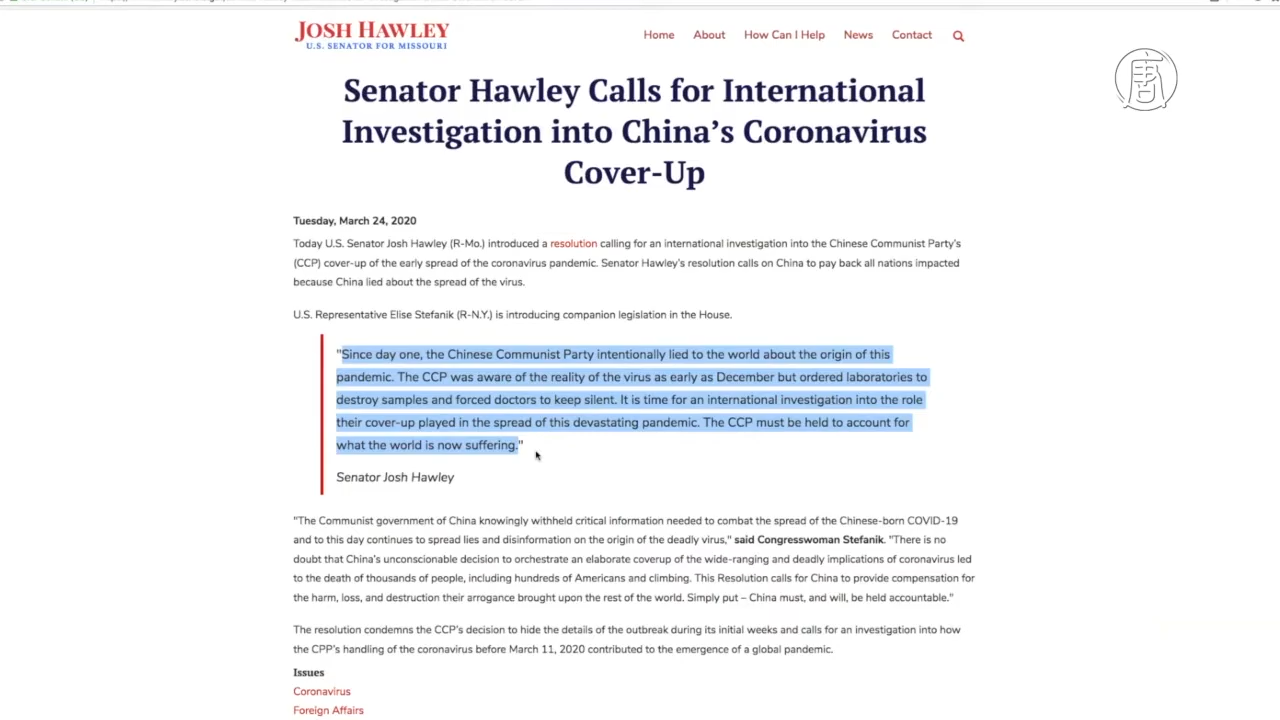 JOSH HAWLEY
U.S. SENATOR FOR MISSOURI
Home About How Can I Help News Contact
唐
Senator Hawley Calls for International
Investigation into China's Coronavirus
Cover-Up
Tuesday, March 24, 2020
Today U.S. Senator Josh Hawley (R-Mo.) introduced a resolution calling for an international investigation into the Chinese Communist Party's
(CCP) cover-up of the early spread of the coronavirus pandemic. Senator Hawley's resolution calls on China to pay back all nations impacted
because China lied about the spread of the virus.
U.S. Representative Elise Stefanik (R-N.Y.) is introducing companion legislation in the House.
"Since day one, the Chinese Communist Party intentionally lied to the world about the origin of this
pandemic. The CCP was aware of the reality of the virus as early as December but ordered laboratories to
destroy samples and forced doctors to keep silent. It is time for an international investigation into the role
their cover-up played in the spread of this devastating pandemic. The CCP must be held to account for
what the world is now suffering."
Senator Josh Hawley
"The Communist government of China knowingly withheld critical information needed to combat the spread of the Chinese-born COVID-19
and to this day continues to spread lies and disinformation on the origin of the deadly virus," said Congresswoman Stefanik. "There is no
doubt that China's unconscionable decision to orchestrate an elaborate coverup of the wide-ranging and deadly implications of coronavirus led
to the death of thousands of people, including hundreds of Americans and climbing. This Resolution calls for China to provide compensation for
the harm, loss, and destruction their arrogance brought upon the rest of the world. Simply put – China must, and will, be held accountable."
The resolution condemns the CCP's decision to hide the details of the outbreak during its initial weeks and calls for an investigation into how
the CPP's handling of the coronavirus before March 11, 2020 contributed to the emergence of a global pandemic.
Issues
Coronavirus
Foreign Affairs